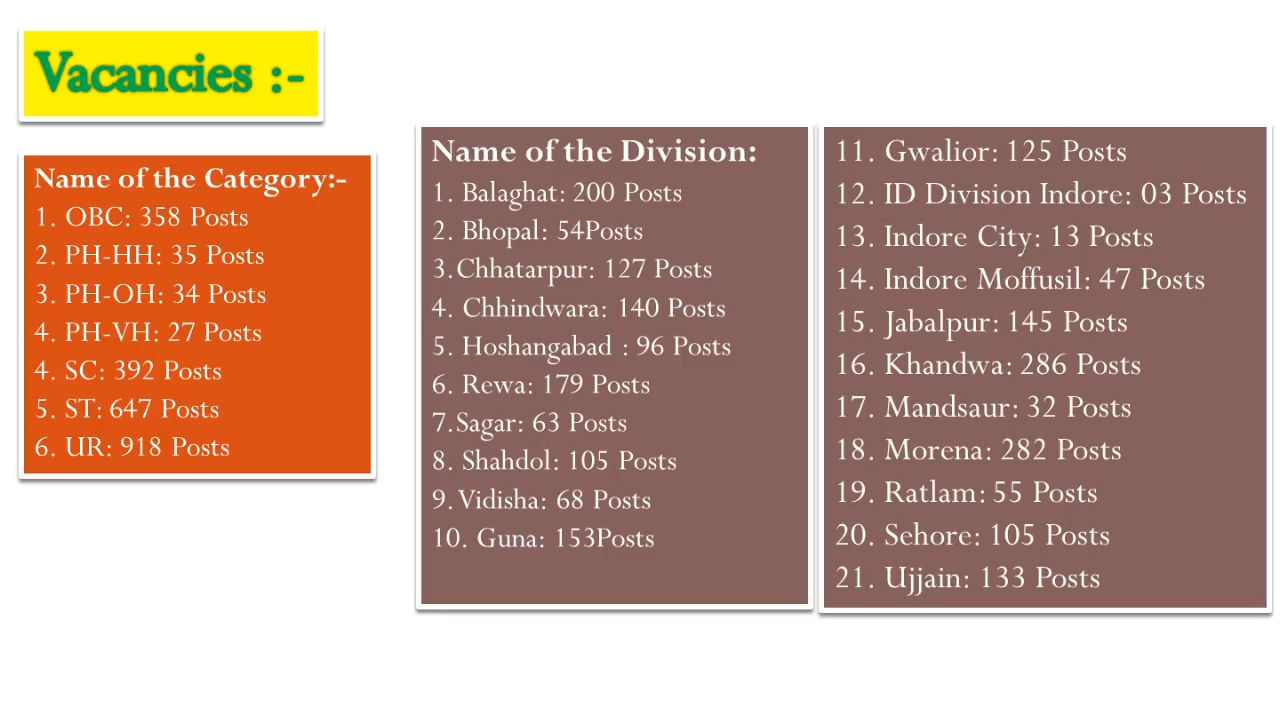 Vacancies :-
Name of the Category:-
1. OBC: 358 Posts
2. PH-HH: 35 Posts
3. PH-OH: 34 Posts
4. PH-VH: 27 Posts
4. SC: 392 Posts
5. ST: 647 Posts
6. UR: 918 Posts
Name of the Division:
1. Balaghat: 200 Posts
2. Bhopal: 54Posts
3.Chhatarpur: 127 Posts
4. Chhindwara: 140 Posts
5. Hoshangabad : 96 Posts
6. Rewa: 179 Posts
7.Sagar: 63 Posts
8. Shahdol: 105 Posts
9. Vidisha: 68 Posts
10. Guna: 153Posts
11. Gwalior: 125 Posts
12. ID Division Indore: 03 Posts
13. Indore City: 13 Posts
14. Indore Moffusil: 47 Posts
15. Jabalpur: 145 Posts
16. Khandwa: 286 Posts
17. Mandsaur: 32 Posts
18. Morena: 282 Posts
19. Ratlam: 55 Posts
20. Sehore: 105 Posts
21. Ujjain: 133 Posts